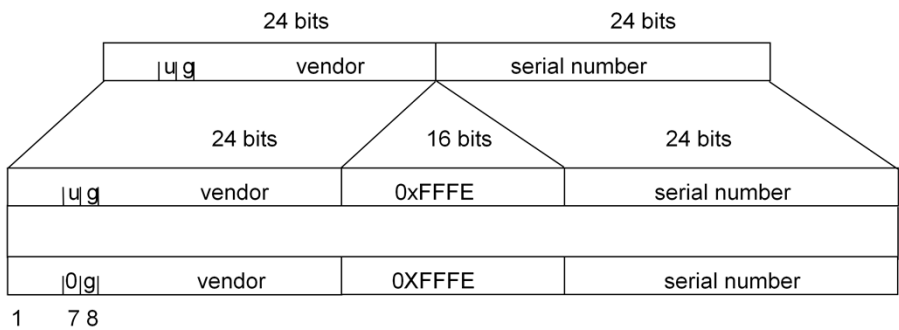 24 bits 24 bits
u g vendor serial number
24 bits 16 bits 24 bits
u g vendor 0xFFFE serial number
0 g vendor 0XFFFE serial number
1 7 8